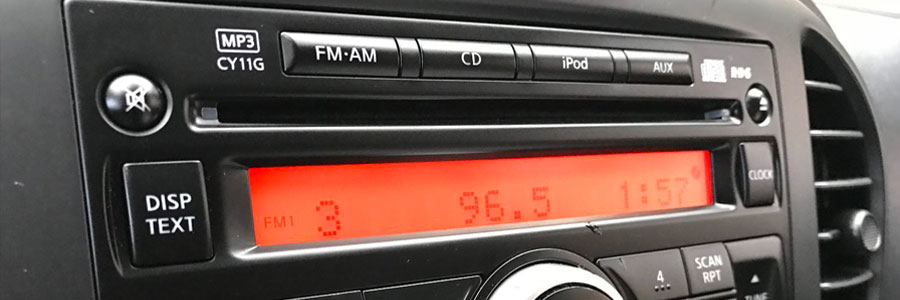 MP3
CY11G
FM·AM
CD
iPod
AUX
DISP
TEXT
FM1 3 96.5 1:57
CLOCK
4
SCAN
RPT
TUNE